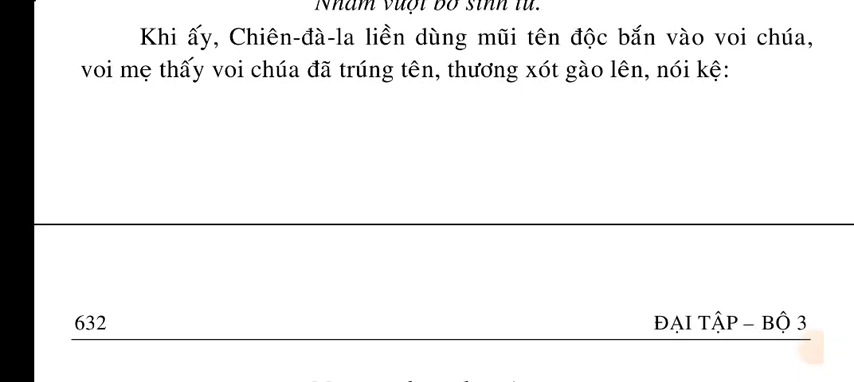 Nhằm vượt bờ sinh tử.
Khi ấy, Chiên-đà-la liền dùng mũi tên độc bắn vào voi chúa,
voi mẹ thấy voi chúa đã trúng tên, thương xót gào lên, nói kệ:
632 ĐẠI TẬP – BỘ 3